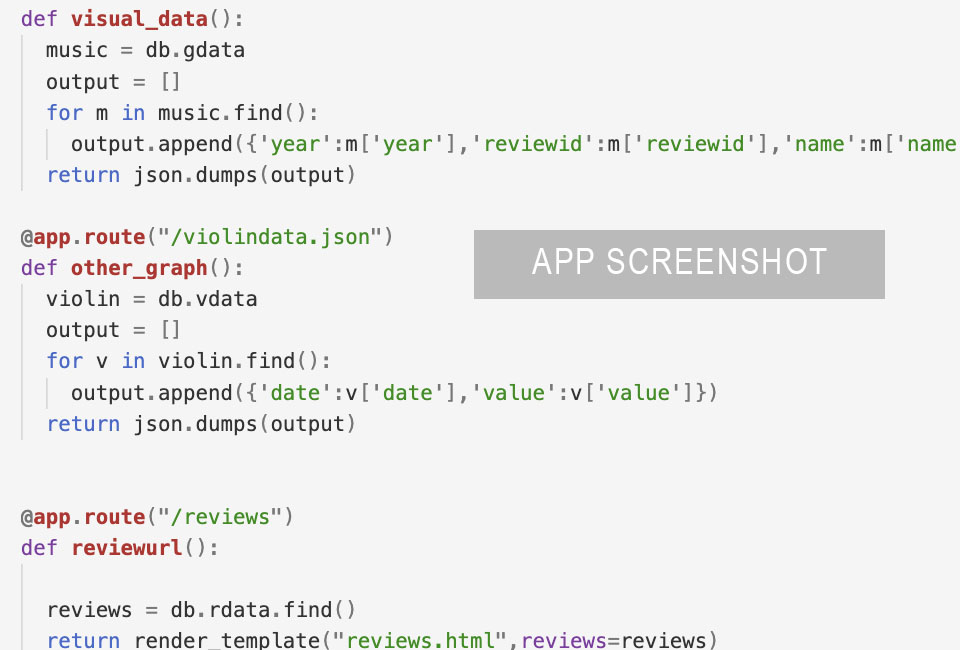 def visual_data():
music = db.gdata
output = []
for m in music.find():
output.append({'year':m['year'],'reviewid':m['reviewid'],'name':m['name
return json.dumps(output)
@app.route("/violindata.json")
APP SCREENSHOT
def other_graph():
violin = db.vdata
output = []
for v in violin.find():
output.append({'date':v['date'],'value':v['value']})
return json.dumps(output)
@app.route("/reviews")
def reviewurl():
reviews = db.rdata.find()
return render_template("reviews.html",reviews=reviews)